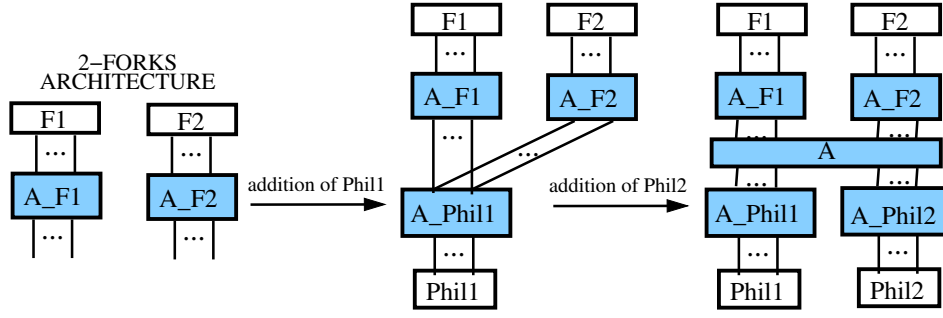 2−FORKS
ARCHITECTURE
F1
F2
...
...
A_F1
A_F2
...
...
addition of Phil1
F1
F2
...
...
A_F1
A_F2
...
...
A_Phil1
...
Phil1
addition of Phil2
F1
F2
...
...
A_F1
A_F2
...
...
A
...
...
A_Phil1
A_Phil2
...
...
Phil1
Phil2